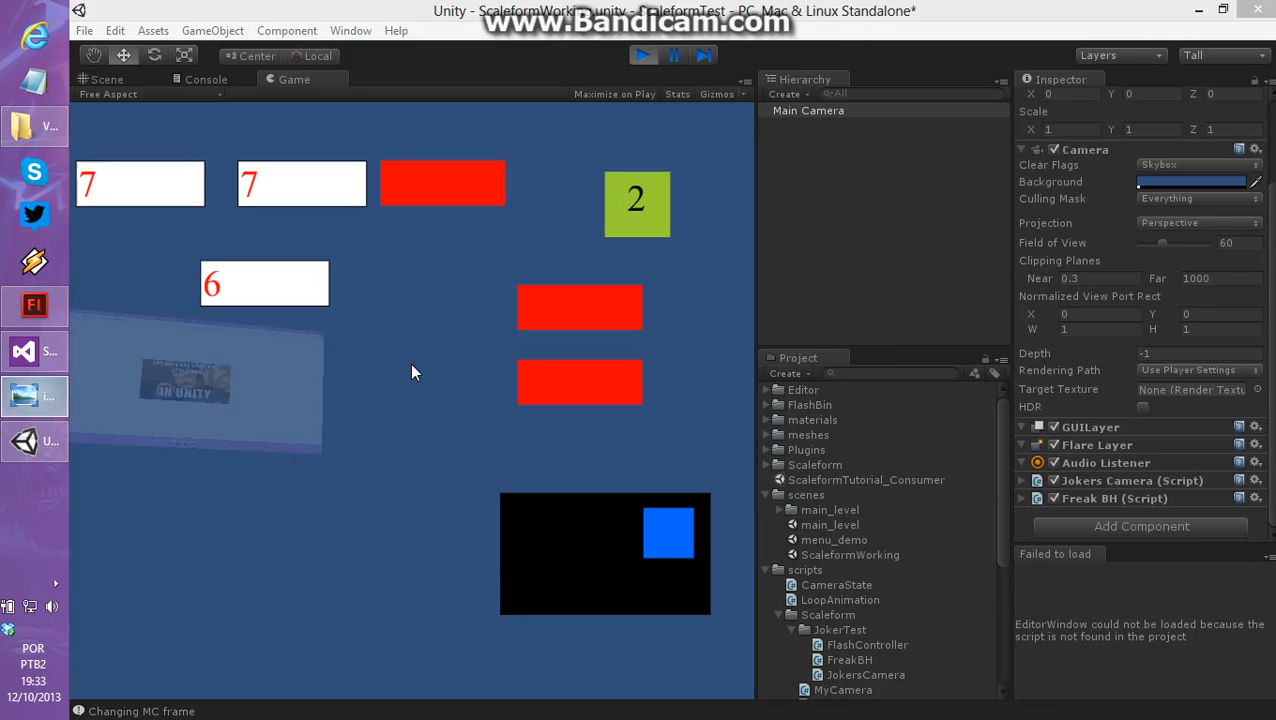 Unity - ScaleformWorking.unity - ScaleformTest - PC, Mac & Linux Standalone*
www.Bandicam.com
File Edit Assets GameObject Component Window Help
Center Local
Layers
Tall
Scene Console Game
Free Aspect
Maximize on Play Stats Gizmos
7
7
2
6
IN UNITY
Hierarchy
Create All
Main Camera
Project
Create
Editor
FlashBin
materials
meshes
Plugins
Scaleform
ScaleformTutorial_Consumer
scenes
main_level
main_level
menu_demo
ScaleformWorking
scripts
CameraState
LoopAnimation
Scaleform
JokerTest
FlashController
FreakBH
JokersCamera
MyCamera
Inspector
X 0 Y 0 Z 0
Scale
X 1 Y 1 Z 1
Camera
Clear Flags Skybox
Background
Culling Mask Everything
Projection Perspective
Field of View 60
Clipping Planes
Near 0.3 Far 1000
Normalized View Port Rect
X 0 Y 0
W 1 H 1
Depth -1
Rendering Path Use Player Settings
Target Texture None (Render Textu
HDR
GUILayer
Flare Layer
Audio Listener
Jokers Camera (Script)
Freak BH (Script)
Add Component
Failed to load
EditorWindow could not be loaded because the
script is not found in the project
V...
Fl
S...
i...
U...
POR
PTB2
19:33
12/10/2013
Changing MC frame